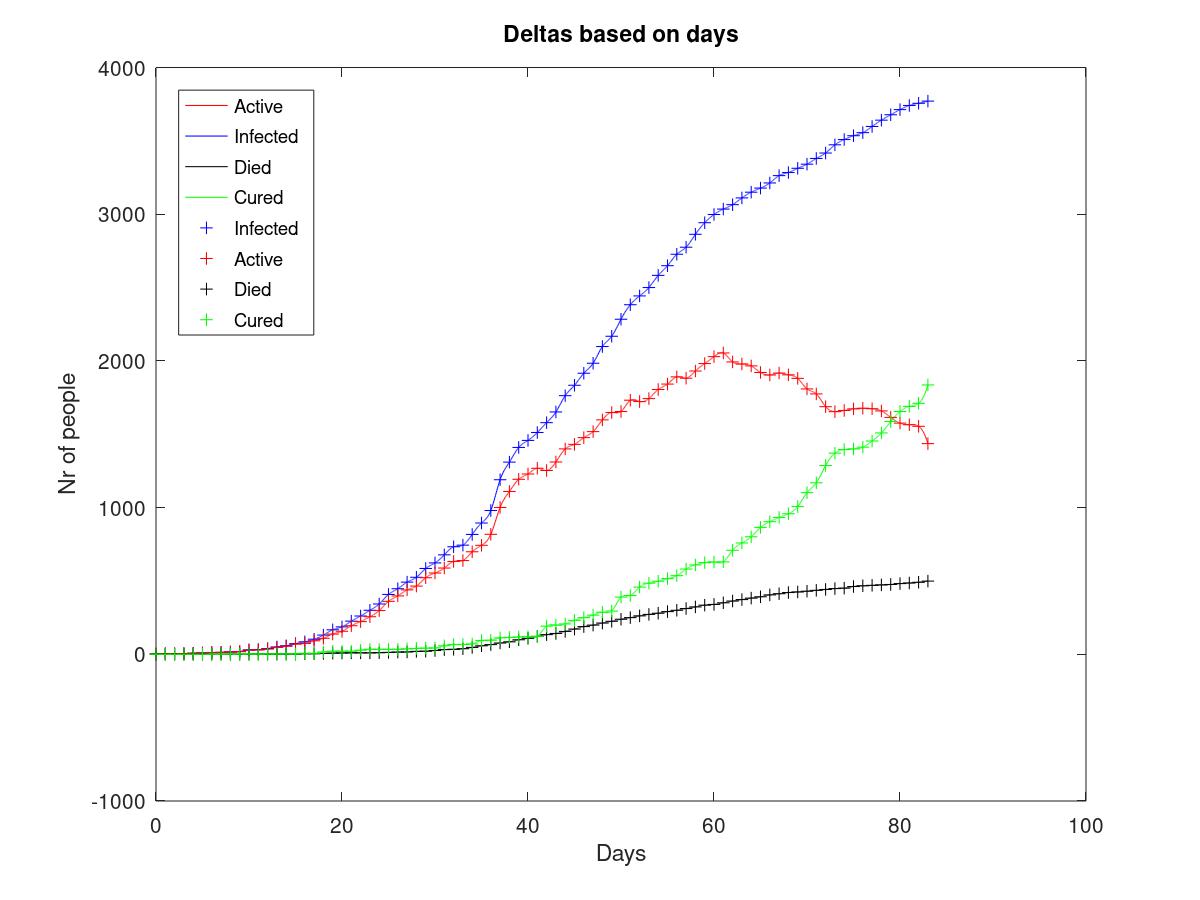 Deltas based on days
4000
3000
2000
1000
0
-1000
Nr of people
Active
Infected
Died
Cured
Infected
Active
Died
Cured
0 20 40 60 80 100
Days